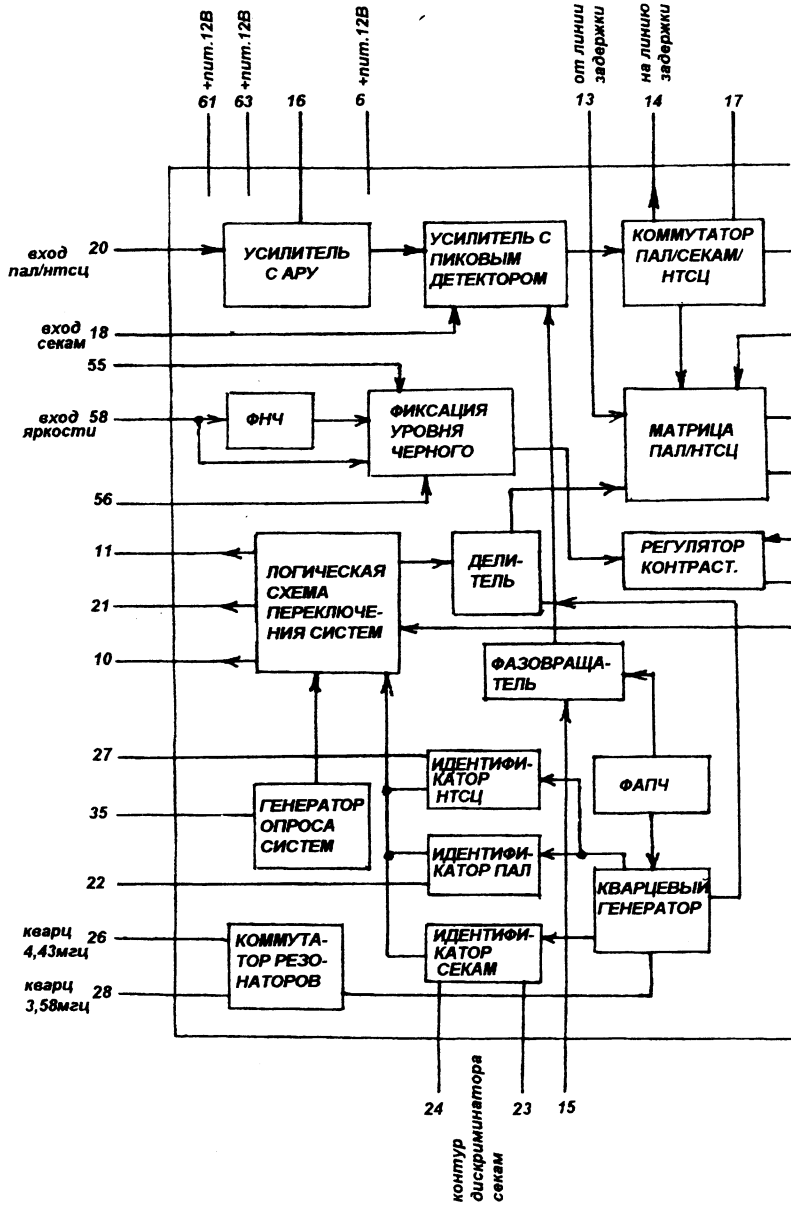 61 +пит.12В
63 +пит.12В
16
6 +пит.12В
13
от линии
задержки
14
на линию
задержки
17
вход
пал/нтсц
20
УСИЛИТЕЛЬ
С АРУ
УСИЛИТЕЛЬ С
ПИКОВЫМ
ДЕТЕКТОРОМ
КОММУТАТОР
ПАЛ/СЕКАМ/
НТСЦ
вход
секам
18
55
вход
яркости
58
ФНЧ
ФИКСАЦИЯ
УРОВНЯ
ЧЕРНОГО
МАТРИЦА
ПАЛ/НТСЦ
56
11
ЛОГИЧЕСКАЯ
СХЕМА
ПЕРЕКЛЮЧЕ-
НИЯ СИСТЕМ
ДЕЛИ-
ТЕЛЬ
РЕГУЛЯТОР
КОНТРАСТ.
21
10
ФАЗОВРАЩА-
ТЕЛЬ
27
ИДЕНТИФИ-
КАТОР
НТСЦ
ФАПЧ
35
ГЕНЕРАТОР
ОПРОСА
СИСТЕМ
22
ИДЕНТИФИ-
КАТОР ПАЛ
КВАРЦЕВЫЙ
ГЕНЕРАТОР
кварц
4,43мгц
26
КОММУТА-
ТОР РЕЗО-
НАТОРОВ
ИДЕНТИФИ-
КАТОР
СЕКАМ
кварц
3,58мгц
28
24
23
15
контур
дискриминатора
секам